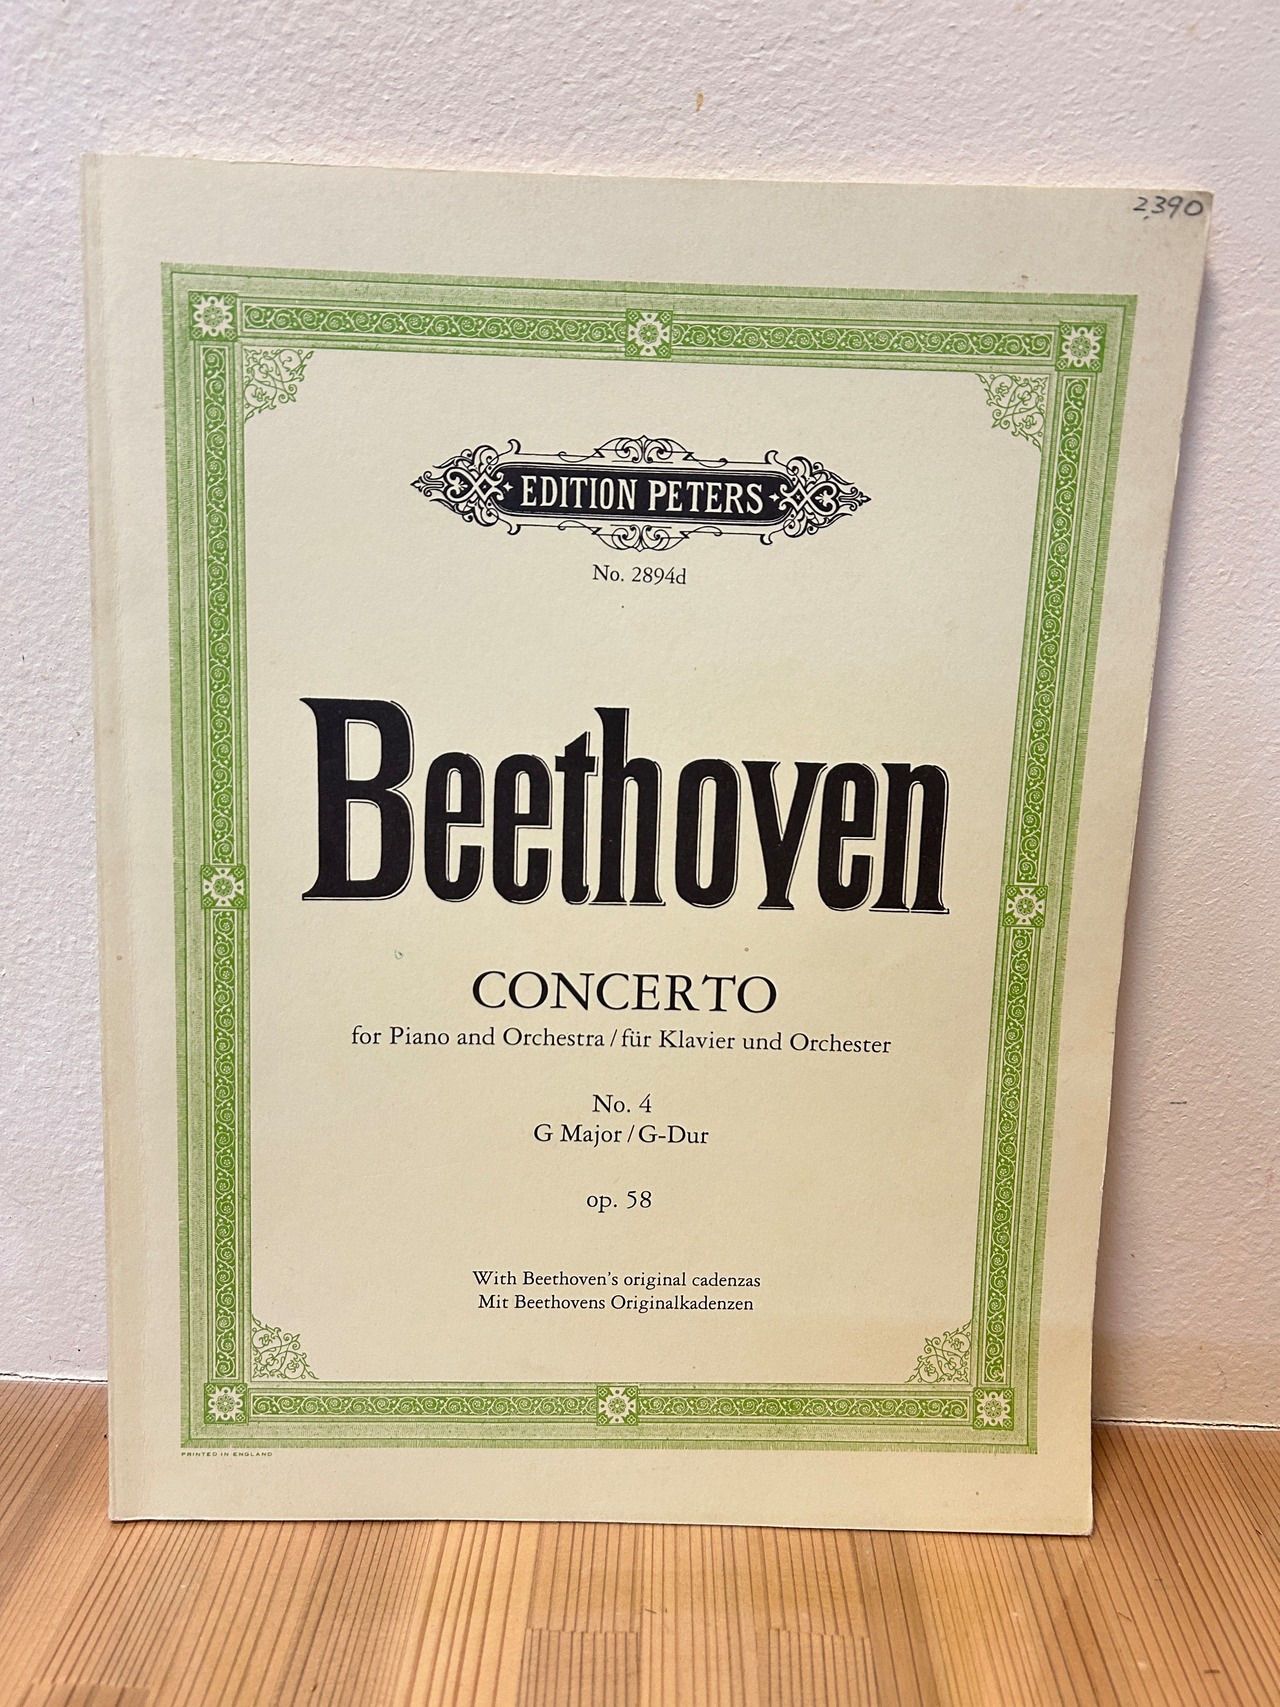 2390
EDITION PETERS
No. 2894d
Beethoven
CONCERTO
for Piano and Orchestra / für Klavier und Orchester
No. 4
G Major / G-Dur
op. 58
With Beethoven's original cadenzas
Mit Beethovens Originalkadenzen
PRINTED IN ENGLAND